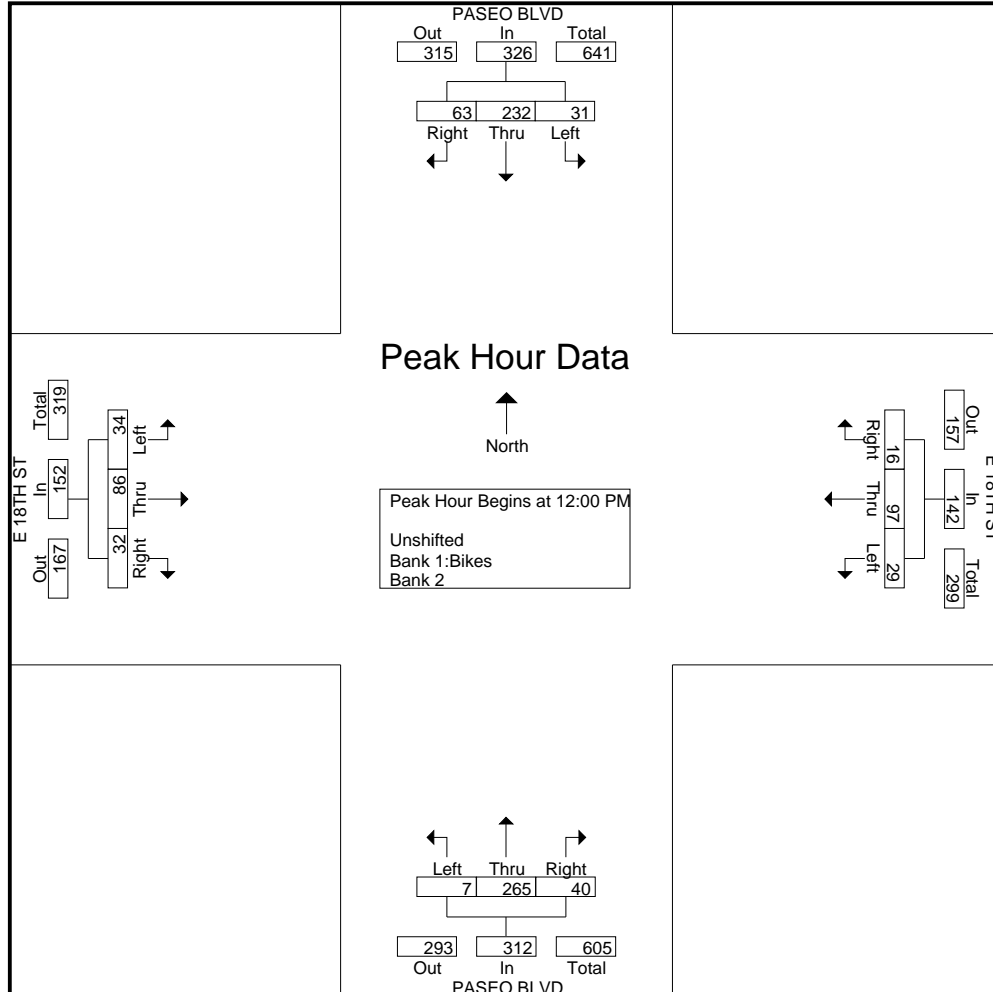 PASEO BLVD
Out In Total
315 326 641
63 232 31
Right Thru Left
Peak Hour Data
North
Peak Hour Begins at 12:00 PM
Unshifted
Bank 1:Bikes
Bank 2
E 18TH ST
Out In Total
167 152 319
Left Thru Right
34 86 32
E 18TH ST
Out In Total
157 142 299
Right Thru Left
16 97 29
Left Thru Right
7 265 40
293 312 605
Out In Total
PASEO BLVD